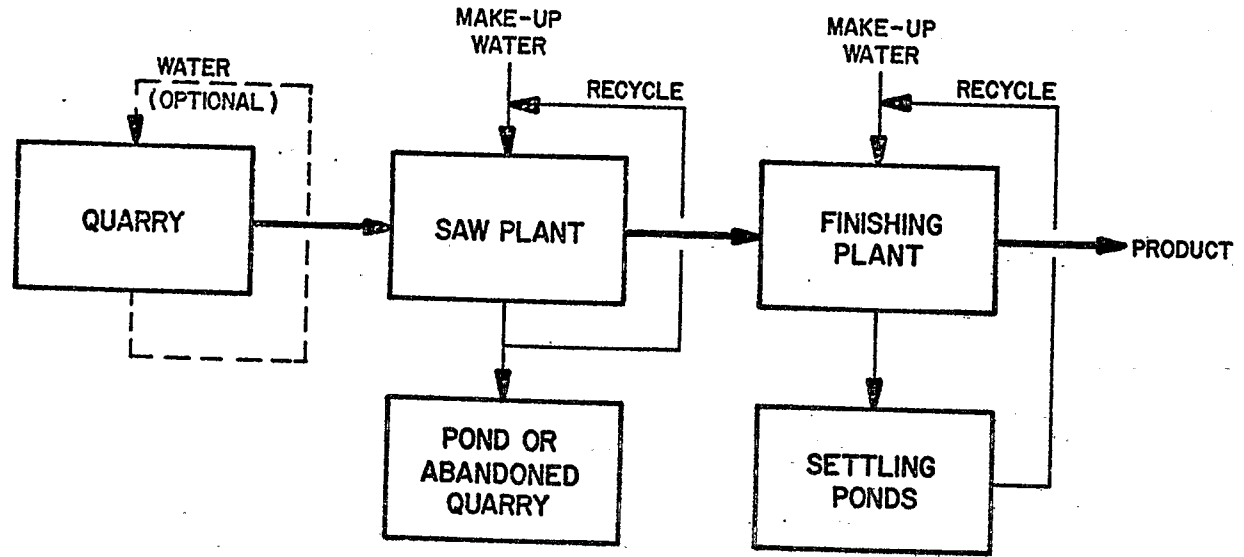 MAKE-UP
WATER
MAKE-UP
WATER
WATER
(OPTIONAL)
RECYCLE
RECYCLE
QUARRY
SAW PLANT
FINISHING
PLANT
PRODUCT
POND OR
ABANDONED
QUARRY
SETTLING
PONDS